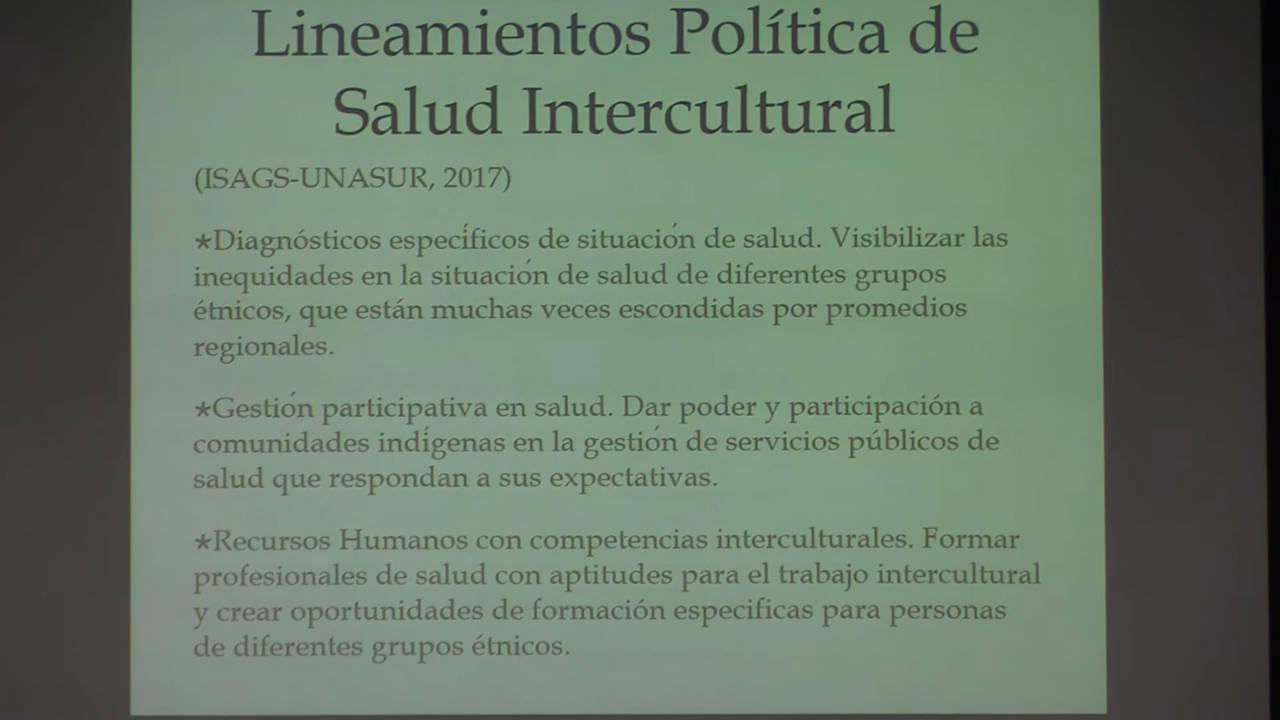 Lineamientos Política de
Salud Intercultural
(ISAGS-UNASUR, 2017)
*Diagnósticos específicos de situación de salud. Visibilizar las
inequidades en la situación de salud de diferentes grupos
étnicos, que están muchas veces escondidas por promedios
regionales.
*Gestión participativa en salud. Dar poder y participación a
comunidades indígenas en la gestión de servicios públicos de
salud que respondan a sus expectativas.
*Recursos Humanos con competencias interculturales. Formar
profesionales de salud con aptitudes para el trabajo intercultural
y crear oportunidades de formación especificas para personas
de diferentes grupos étnicos.